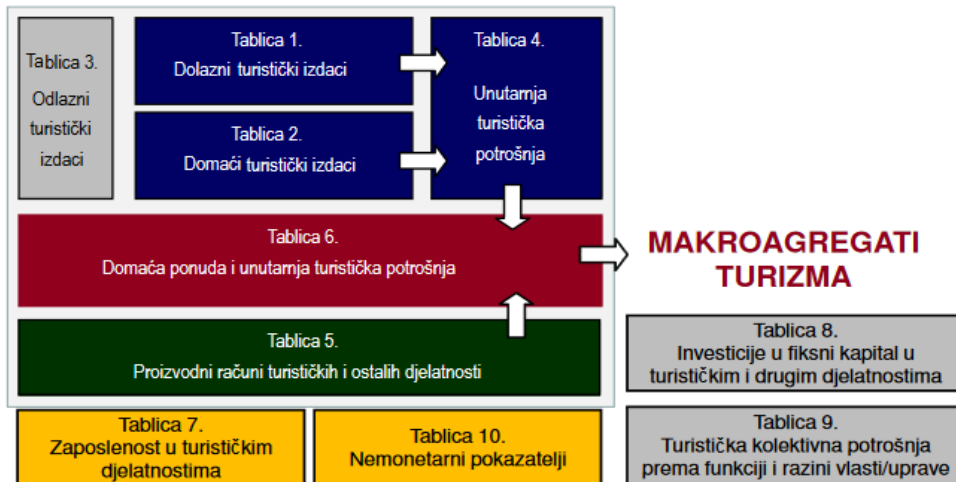 Tablica 3.
Odlazni
turistički
izdaci
Tablica 1.
Dolazni turistički izdaci
Tablica 2.
Domaći turistički izdaci
Tablica 4.
Unutarnja
turistička
potrošnja
Tablica 6.
Domaća ponuda i unutarnja turistička potrošnja
MAKROAGREGATI
TURIZMA
Tablica 5.
Proizvodni računi turističkih i ostalih djelatnosti
Tablica 8.
Investicije u fiksni kapital u
turističkim i drugim djelatnostima
Tablica 7.
Zaposlenost u turističkim
djelatnostima
Tablica 10.
Nemonetarni pokazatelji
Tablica 9.
Turistička kolektivna potrošnja
prema funkciji i razini vlasti/uprave